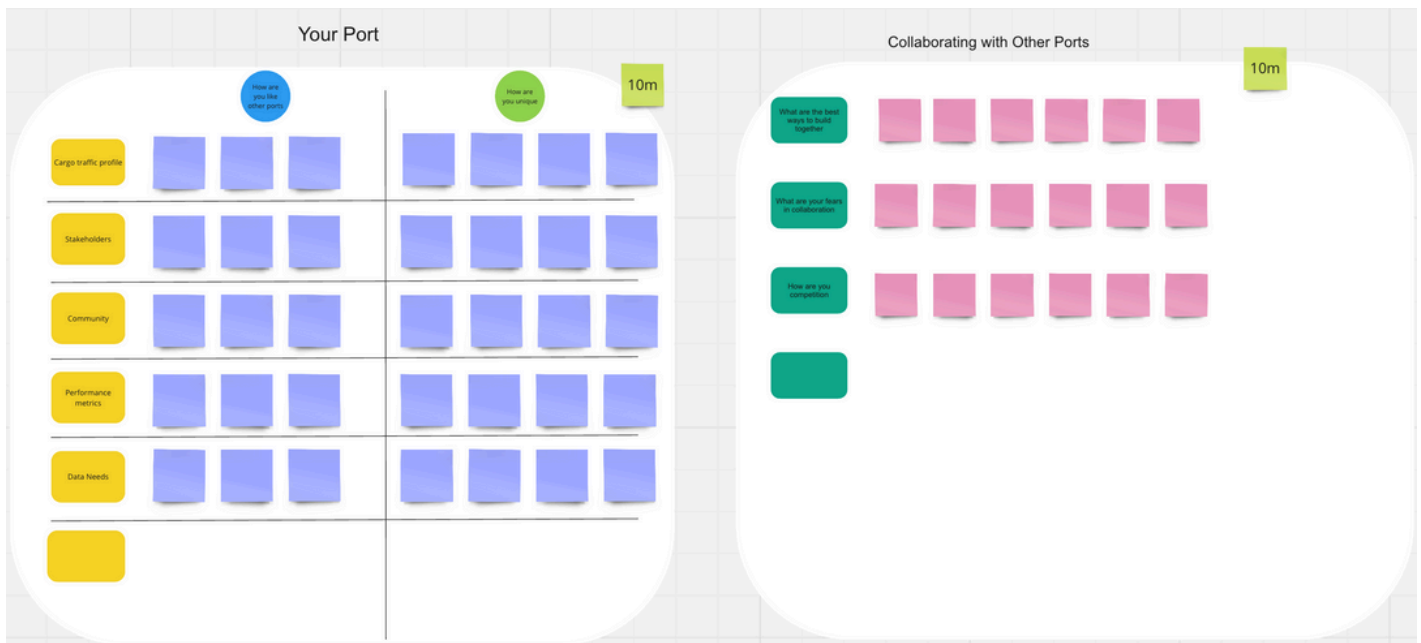 Your Port
How are
you like
other ports
How are
you unique
10m
Cargo traffic profile
Stakeholders
Community
Performance
metrics
Data Needs
Collaborating with Other Ports
10m
What are the best
ways to build
together
What are your fears
in collaboration
How are you
competition